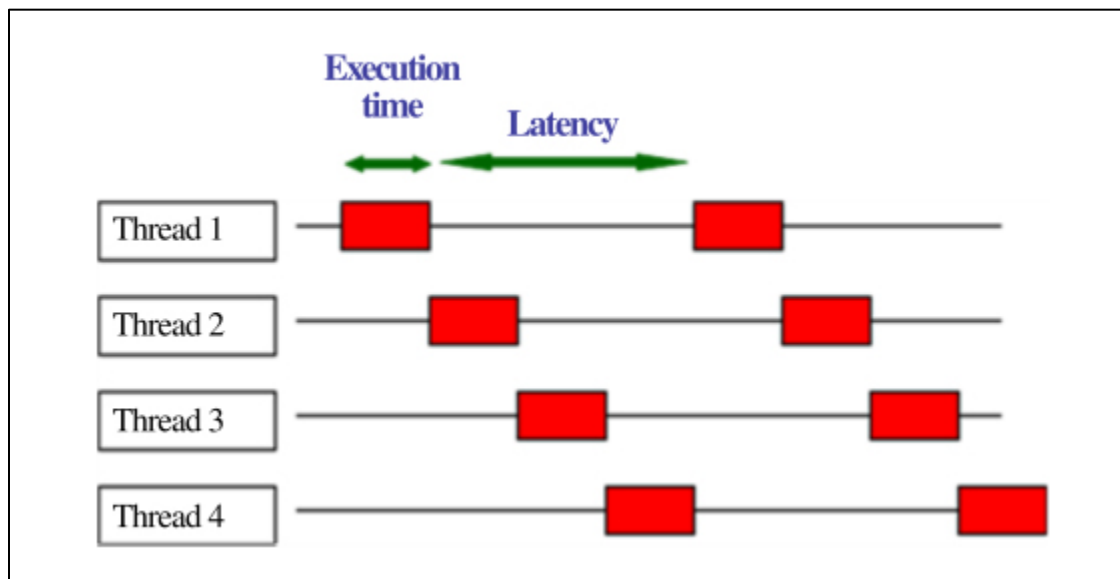 Execution
time
Latency
Thread 1
Thread 2
Thread 3
Thread 4